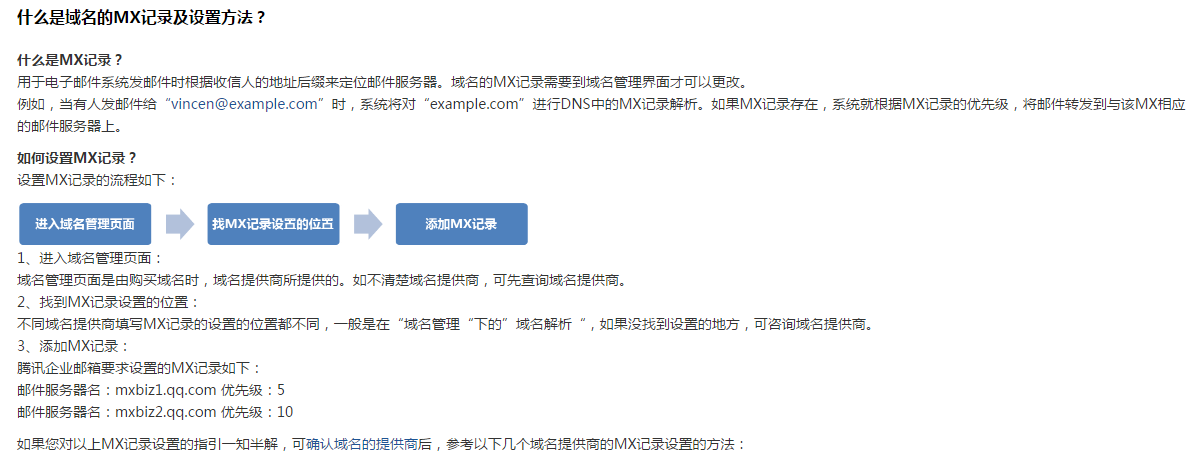 什么是域名的MX记录及设置方法？
什么是MX记录？
用于电子邮件系统发邮件时根据收信人的地址后缀来定位邮件服务器。域名的MX记录需要到域名管理界面才可以更改。
例如，当有人发邮件给“vincen@example.com”时，系统将对“example.com”进行DNS中的MX记录解析。如果MX记录存在，系统就根据MX记录的优先级，将邮件转发到与该MX相应
的邮件服务器上。
如何设置MX记录？
设置MX记录的流程如下：
进入域名管理页面 找MX记录设置的位置 添加MX记录
1、进入域名管理页面：
域名管理页面是由购买域名时，域名提供商所提供的。如不清楚域名提供商，可先查询域名提供商。
2、找到MX记录设置的位置：
不同域名提供商填写MX记录的设置的位置都不同，一般是在“域名管理“下的”域名解析“，如果没找到设置的地方，可咨询域名提供商。
3、添加MX记录：
腾讯企业邮箱要求设置的MX记录如下：
邮件服务器名：mxbiz1.qq.com 优先级：5
邮件服务器名：mxbiz2.qq.com 优先级：10
如果您对以上MX记录设置的指引一知半解，可确认域名的提供商后，参考以下几个域名提供商的MX记录设置的方法：